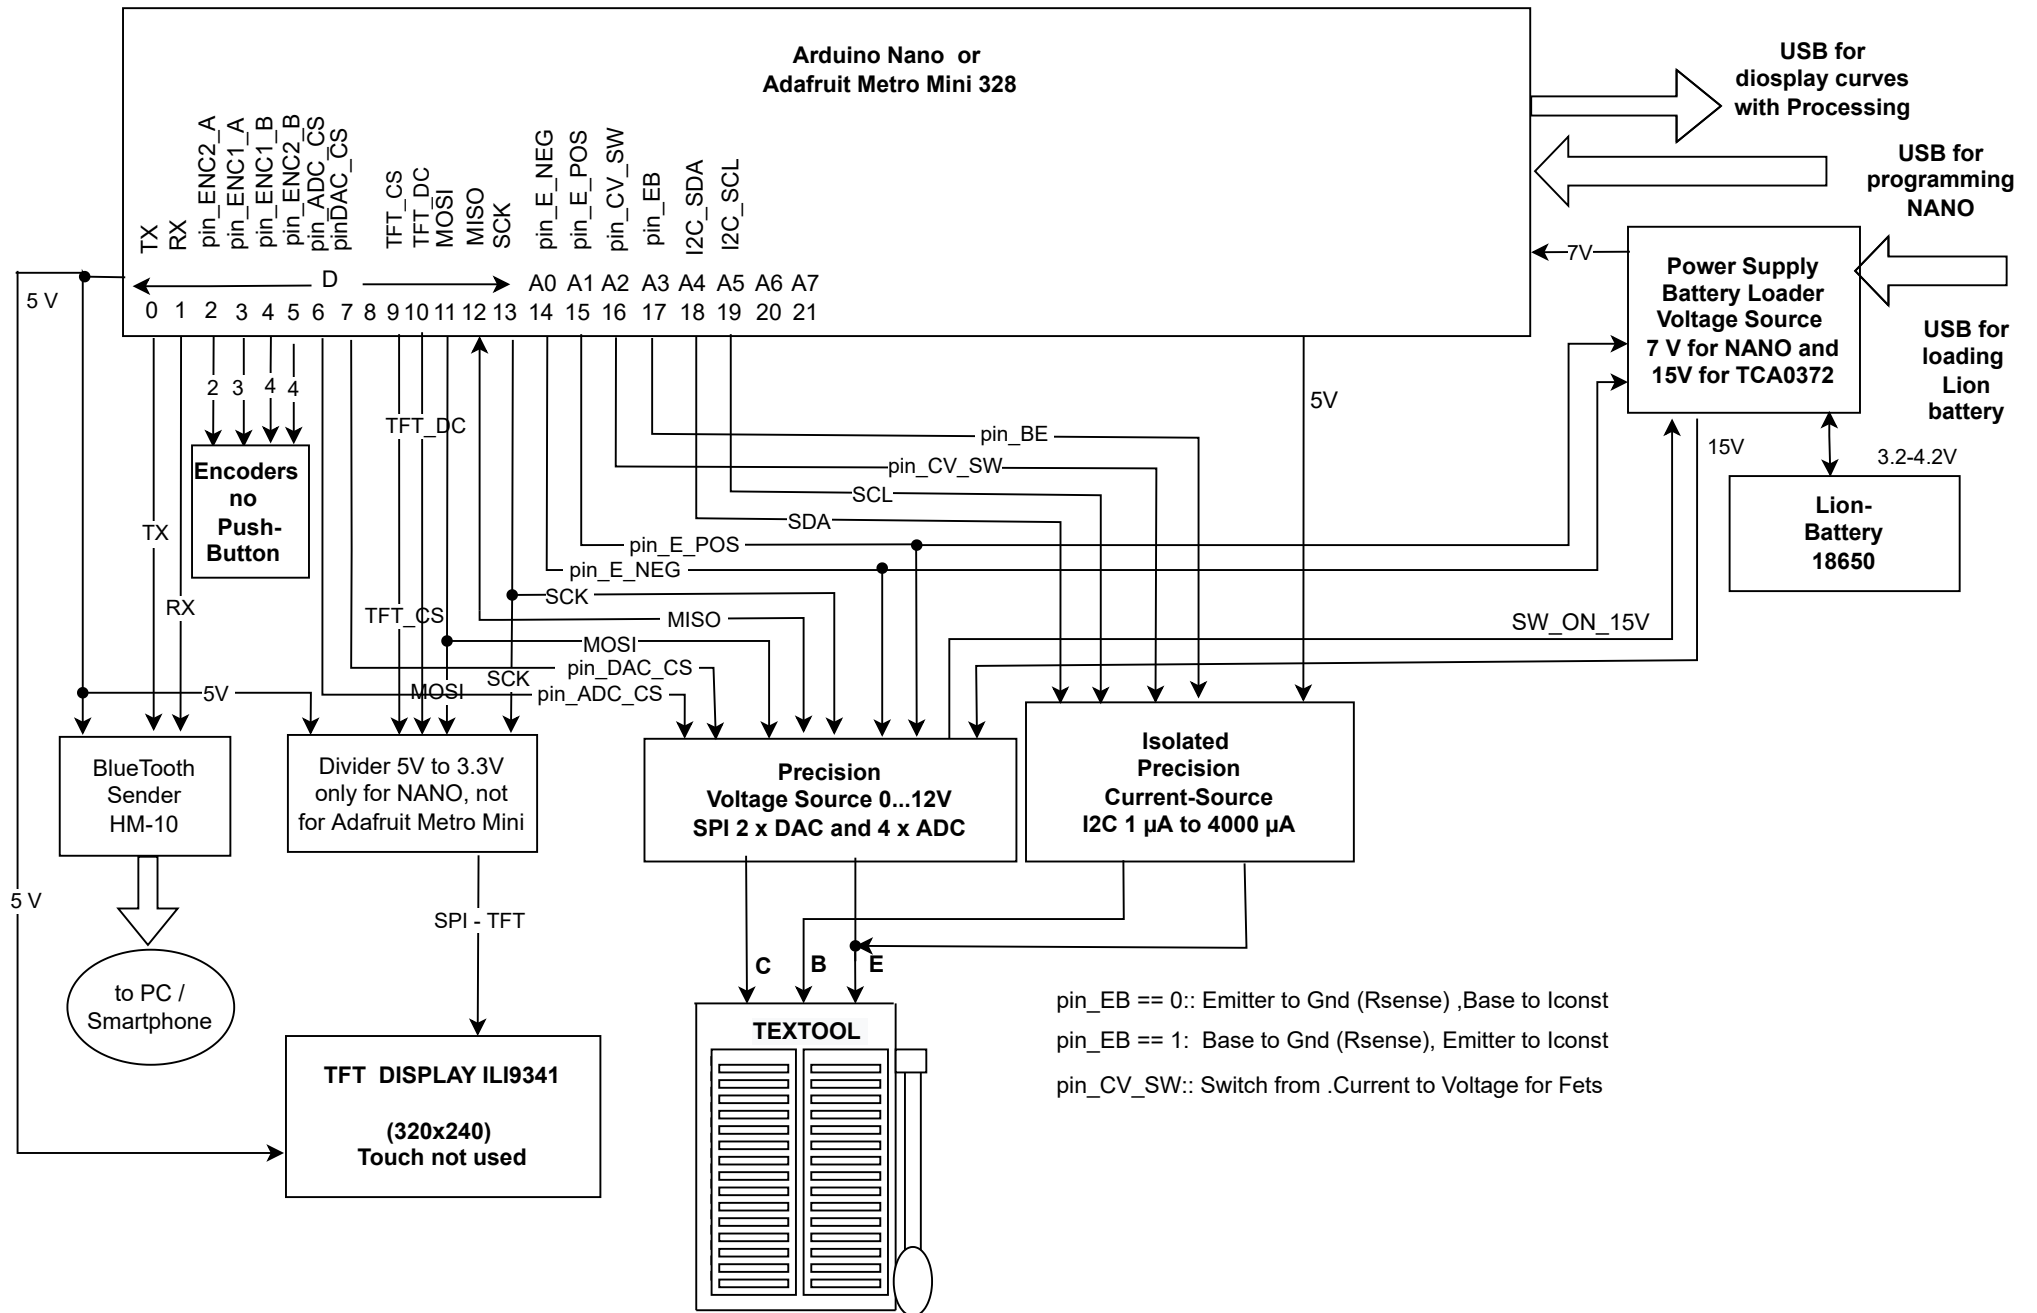 Arduino Nano or
Adafruit Metro Mini 328
USB for
diosplay curves
with Processing
USB for
programming
NANO
TX
RX
pin_ENC2_A
pin_ENC1_A
pin_ENC1_B
pin_ENC2_B
pin_ADC_CS
pinDAC_CS
TFT_CS
TFT_DC
MOSI
MISO
SCK
pin_E_NEG
pin_E_POS
pin_CV_SW
pin_EB
I2C_SDA
I2C_SCL
D
A0 A1 A2 A3 A4 A5 A6 A7
0 1 2 3 4 5 6 7 8 9 10 11 12 13 14 15 16 17 18 19 20 21
5 V
7V
Power Supply
Battery Loader
Voltage Source
7 V for NANO and
15V for TCA0372
USB for
loading
Lion
battery
2 3 4 4
TFT_DC
5V
pin_BE
pin_CV_SW
SCL
SDA
pin_E_POS
pin_E_NEG
SCK
MISO
MOSI
pin_DAC_CS
pin_ADC_CS
15V
3.2-4.2V
Lion-
Battery
18650
Encoders
no
Push-
Button
TX
RX
TFT_CS
SCK
MOSI
SW_ON_15V
5V
BlueTooth
Sender
HM-10
Divider 5V to 3.3V
only for NANO, not
for Adafruit Metro Mini
Precision
Voltage Source 0...12V
SPI 2 x DAC and 4 x ADC
Isolated
Precision
Current-Source
I2C 1 µA to 4000 µA
5 V
SPI - TFT
C B E
to PC /
Smartphone
TEXTOOL
TFT DISPLAY ILI9341
(320x240)
Touch not used
pin_EB == 0:: Emitter to Gnd (Rsense) ,Base to Iconst
pin_EB == 1: Base to Gnd (Rsense), Emitter to Iconst
pin_CV_SW:: Switch from .Current to Voltage for Fets